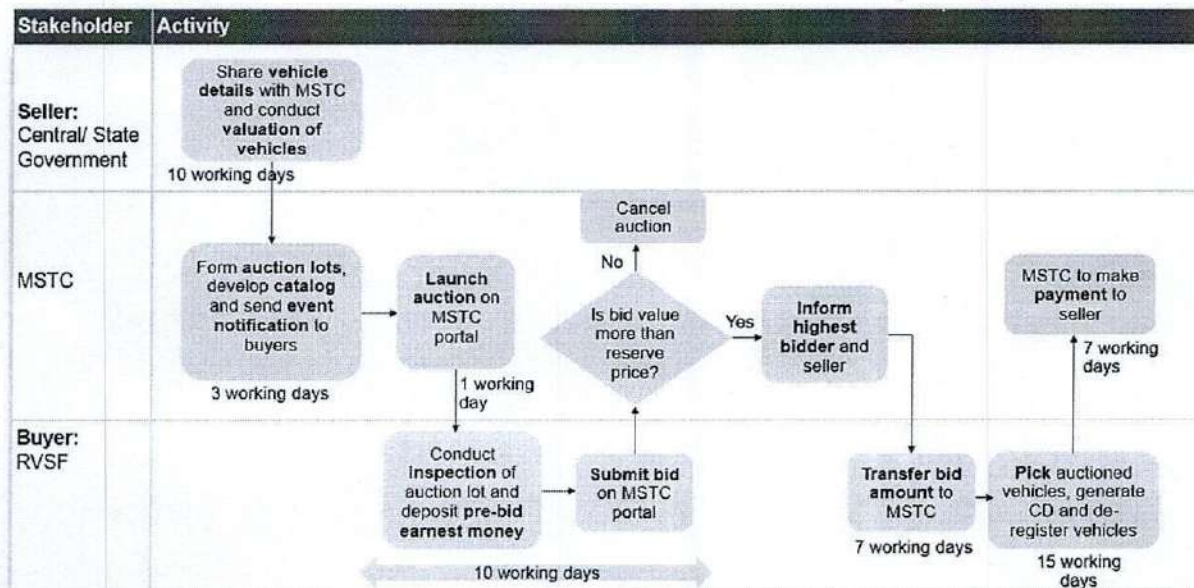 Stakeholder
Activity
Seller:
Central/ State
Government
Share vehicle
details with MSTC
and conduct
valuation of
vehicles
10 working days
MSTC
Form auction lots,
develop catalog
and send event
notification to
buyers
3 working days
Launch
auction on
MSTC
portal
1 working
day
Cancel
auction
No
Is bid value
more than
reserve
price?
Yes
Inform
highest
bidder and
seller
MSTC to make
payment to
seller
7 working
days
Buyer:
RVSF
Conduct
inspection of
auction lot and
deposit pre-bid
earnest money
Submit bid
on MSTC
portal
10 working days
Transfer bid
amount to
MSTC
7 working days
Pick auctioned
vehicles, generate
CD and de-
register vehicles
15 working
days